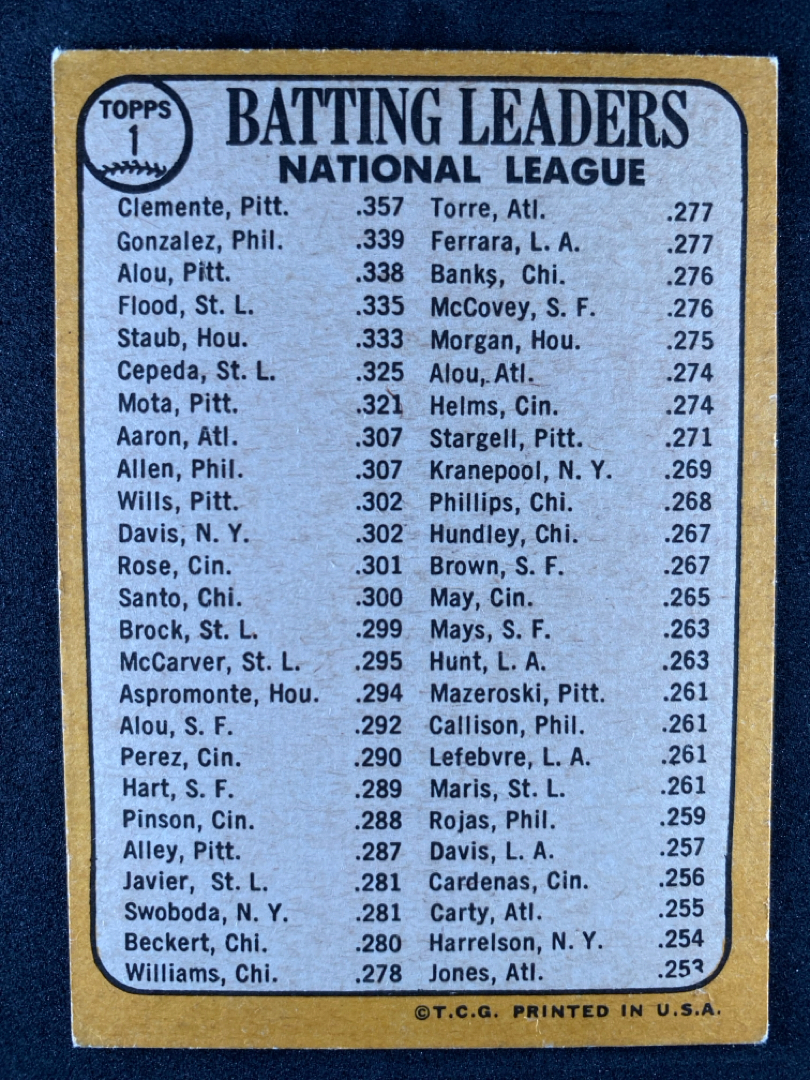 TOPPS
1
BATTING LEADERS
NATIONAL LEAGUE
Clemente, Pitt. .357
Gonzalez, Phil. .339
Alou, Pitt. .338
Flood, St. L. .335
Staub, Hou. .333
Cepeda, St. L. .325
Mota, Pitt. .321
Aaron, Atl. .307
Allen, Phil. .307
Wills, Pitt. .302
Davis, N. Y. .302
Rose, Cin. .301
Santo, Chi. .300
Brock, St. L. .299
McCarver, St. L. .295
Aspromonte, Hou. .294
Alou, S. F. .292
Perez, Cin. .290
Hart, S. F. .289
Pinson, Cin. .288
Alley, Pitt. .287
Javier, St. L. .281
Swoboda, N. Y. .281
Beckert, Chi. .280
Williams, Chi. .278
Torre, Atl. .277
Ferrara, L. A. .277
Banks, Chi. .276
McCovey, S. F. .276
Morgan, Hou. .275
Alou, Atl. .274
Helms, Cin. .274
Stargell, Pitt. .271
Kranepool, N. Y. .269
Phillips, Chi. .268
Hundley, Chi. .267
Brown, S. F. .267
May, Cin. .265
Mays, S. F. .263
Hunt, L. A. .263
Mazeroski, Pitt. .261
Callison, Phil. .261
Lefebvre, L. A. .261
Maris, St. L. .261
Rojas, Phil. .259
Davis, L. A. .257
Cardenas, Cin. .256
Carty, Atl. .255
Harrelson, N. Y. .254
Jones, Atl. .253
©T.C.G. PRINTED IN U.S.A.